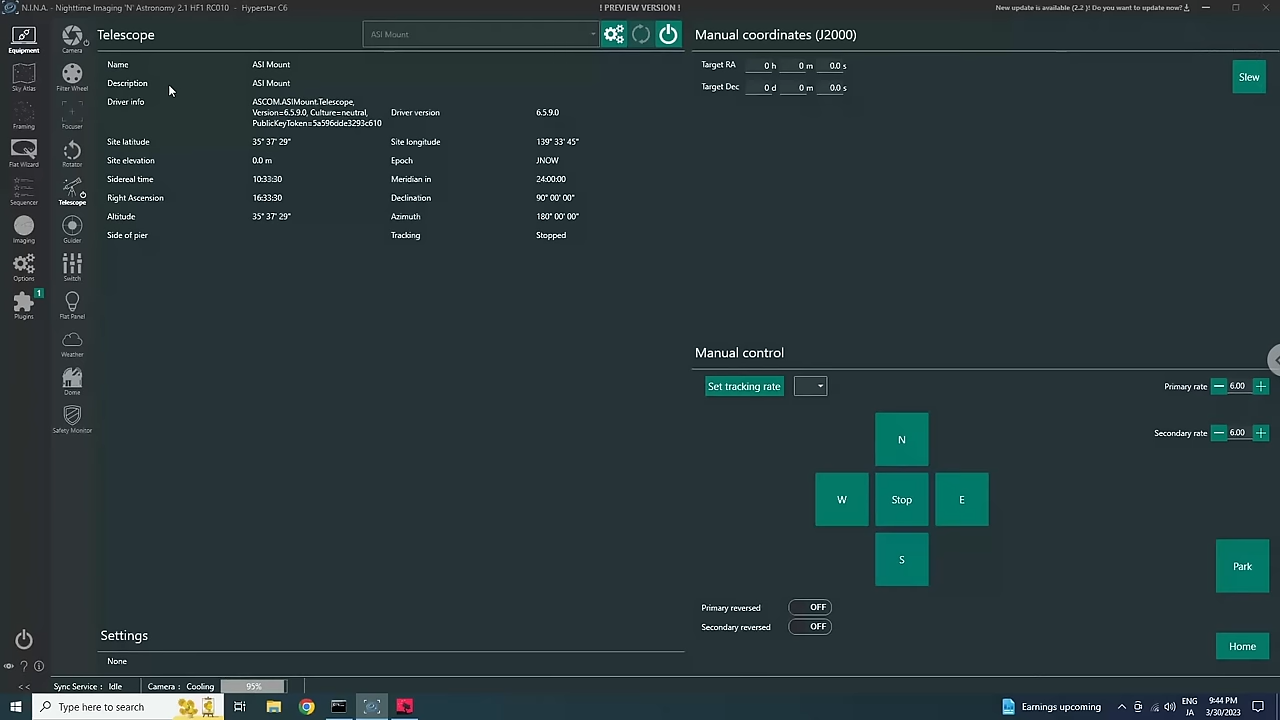 N.I.N.A. - Nighttime Imaging 'N' Astronomy 2.1 HF1 RC010 - Hyperstar C6
! PREVIEW VERSION !
New update is available (2.2 )! Do you want to update now?
Equipment
Sky Atlas
Framing
Flat Wizard
Sequencer
Imaging
Options
1
Plugins
Camera
Filter Wheel
Focuser
Rotator
Telescope
Guider
Switch
Flat Panel
Weather
Dome
Safety Monitor
Telescope
ASI Mount
Name ASI Mount
Description ASI Mount
Driver info ASCOM.ASIMount.Telescope,
Version=6.5.9.0, Culture=neutral,
PublicKeyToken=5a596dde3293c610
Driver version 6.5.9.0
Site latitude 35° 37' 29" Site longitude 139° 33' 45"
Site elevation 0.0 m Epoch JNOW
Sidereal time 10:33:30 Meridian in 24:00:00
Right Ascension 16:33:30 Declination 90° 00' 00"
Altitude 35° 37' 29" Azimuth 180° 00' 00"
Side of pier Tracking Stopped
Settings
None
Manual coordinates (J2000)
Target RA 0 h 0 m 0.0 s
Target Dec 0 d 0 m 0.0 s
Slew
Manual control
Set tracking rate
Primary rate 6.00
Secondary rate 6.00
N
W Stop E
S
Primary reversed OFF
Secondary reversed OFF
Park
Home
<< Sync Service : Idle Camera : Cooling 95%
Type here to search
Earnings upcoming
ENG
JA
9:44 PM
3/30/2023